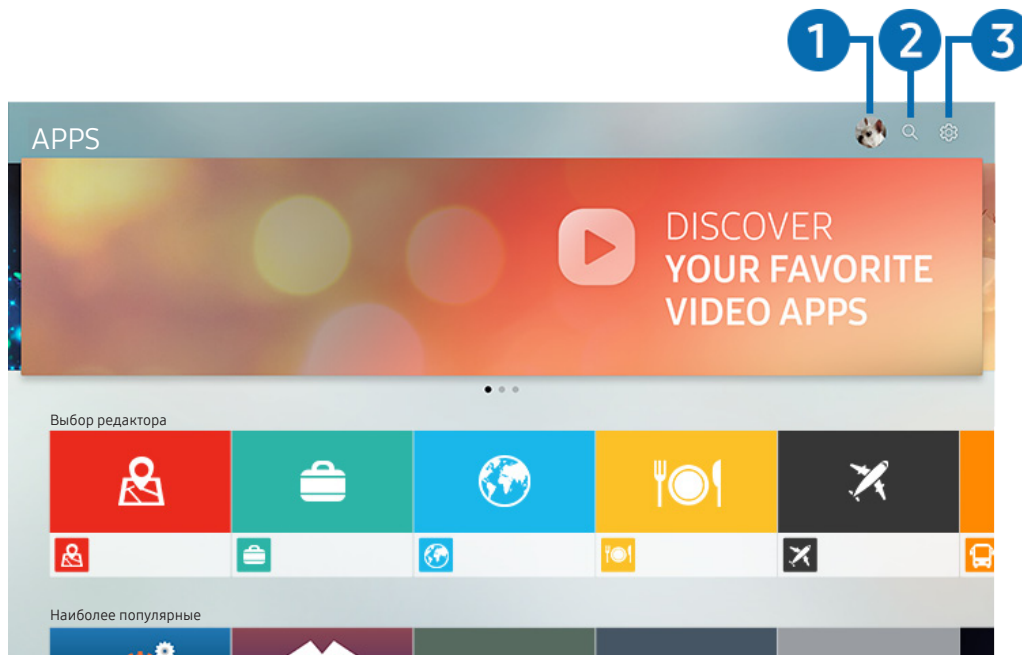 1 2 3
APPS
DISCOVER
YOUR FAVORITE
VIDEO APPS
Выбор редактора
Наиболее популярные